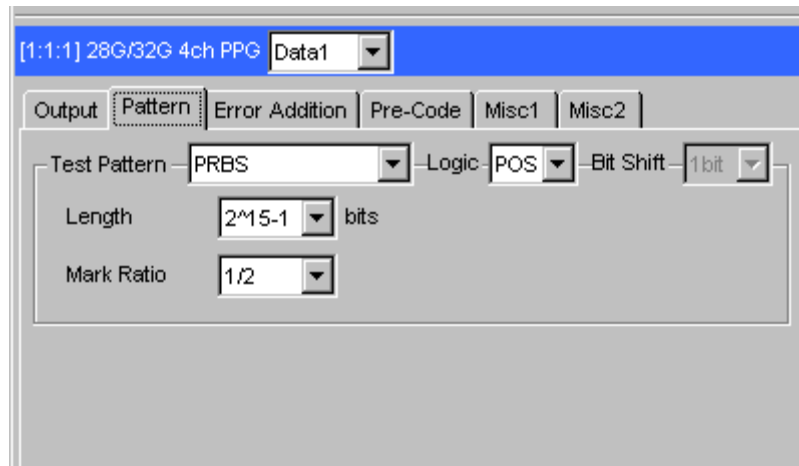 [1:1:1] 28G/32G 4ch PPG Data1
Output Pattern Error Addition Pre-Code Misc1 Misc2
Test Pattern PRBS Logic POS Bit Shift 1bit
Length 2^15-1 bits
Mark Ratio 1/2